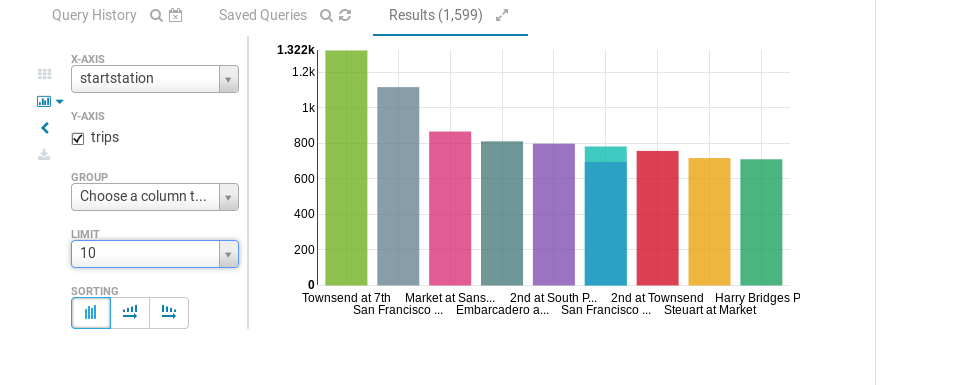 Query History
Saved Queries
Results (1,599)
X-AXIS
startstation
Y-AXIS
trips
GROUP
Choose a column t...
LIMIT
10
SORTING
1.322k
1.2k
1k
800
600
400
200
0
Townsend at 7th
San Francisco ...
Market at Sans...
Embarcadero a...
2nd at South P...
San Francisco ...
2nd at Townsend
Steuart at Market
Harry Bridges P